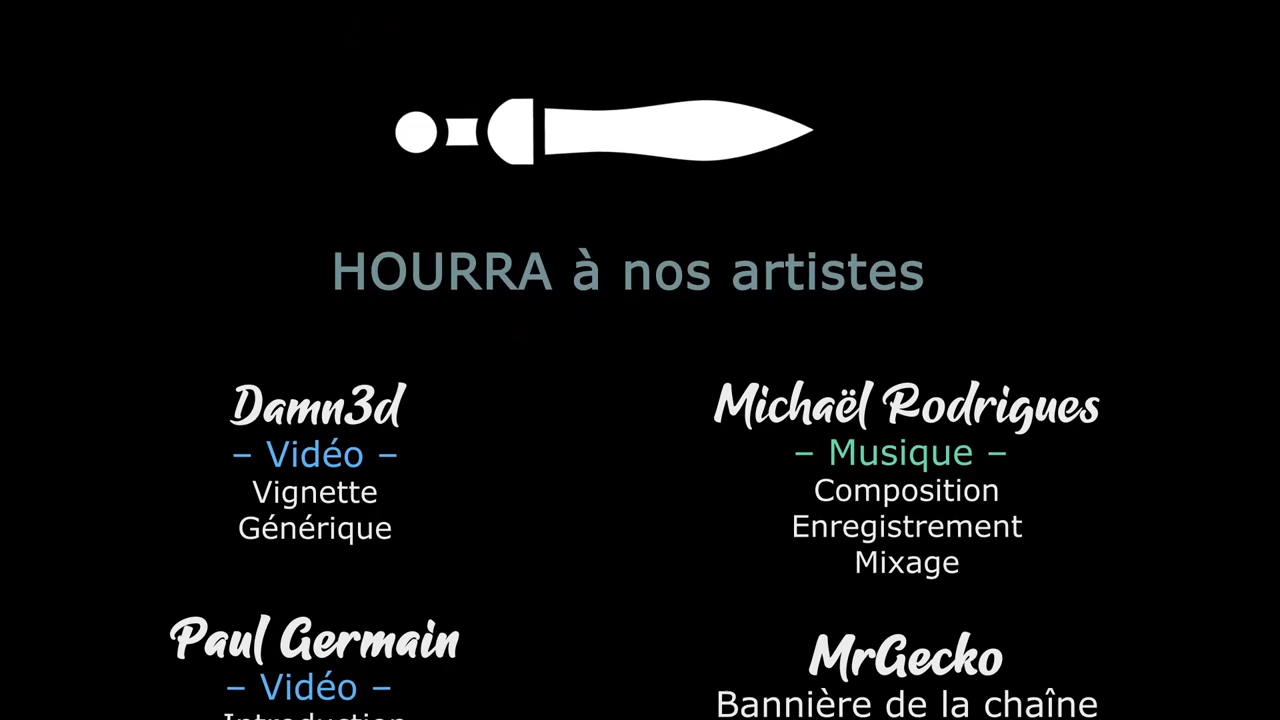 HOURRA à nos artistes
Damn3d
– Vidéo –
Vignette
Générique
Michaël Rodrigues
– Musique –
Composition
Enregistrement
Mixage
Paul Germain
– Vidéo –
Introduction
MrGecko
Bannière de la chaîne